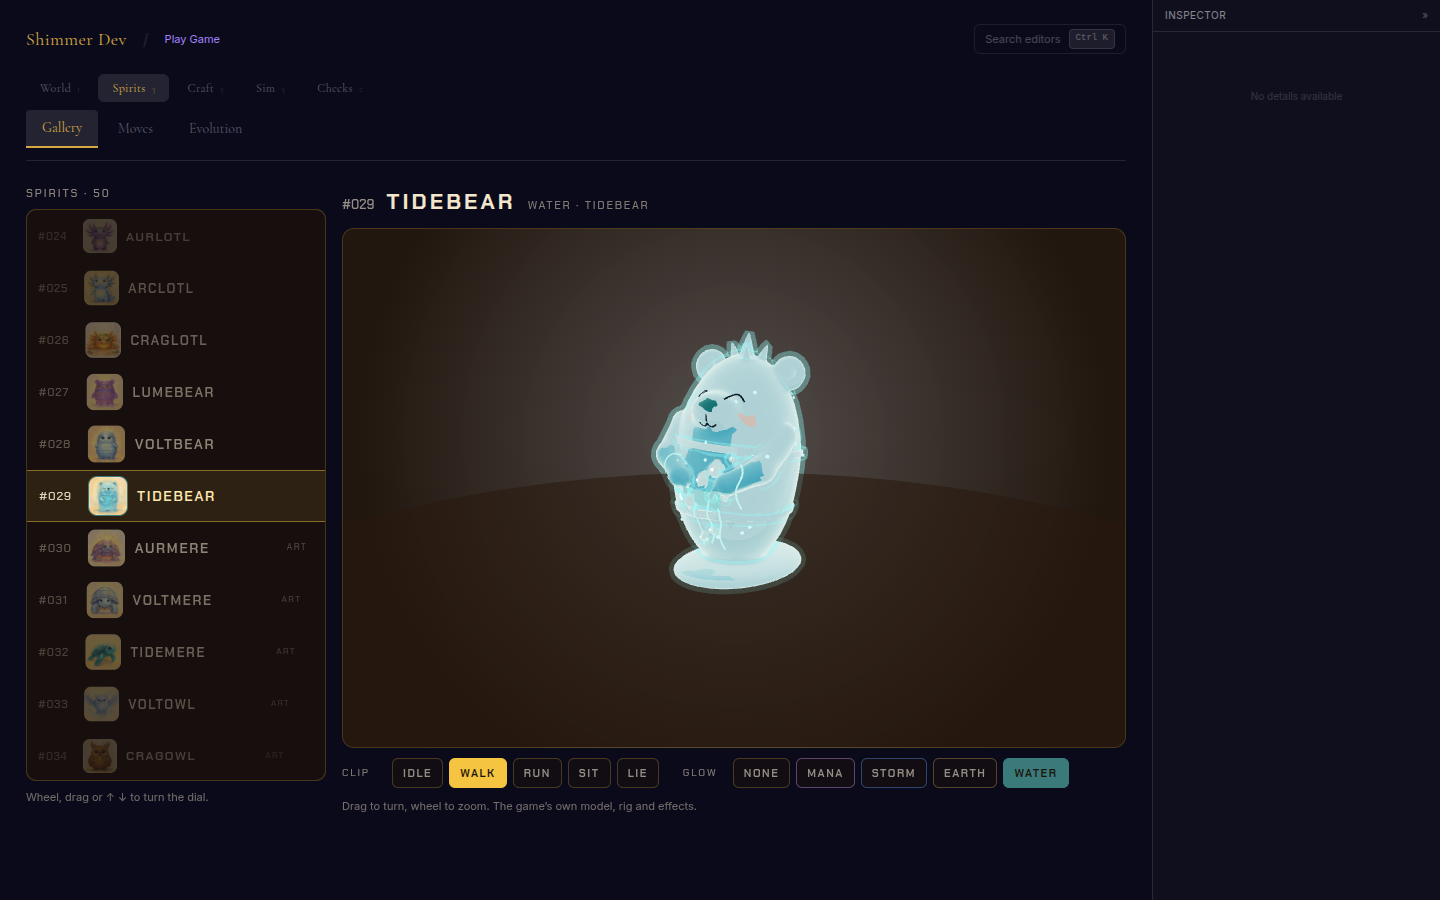 Shimmer Dev / Play Game
Search editors Ctrl K
World Spirits Craft Sim Checks
Gallery Moves Evolution
SPIRITS · 50
#024 AURLOTL
#025 ARCLOTL
#026 CRAGLOTL
#027 LUMEBEAR
#028 VOLTBEAR
#029 TIDEBEAR
#030 AURMERE ART
#031 VOLTMERE ART
#032 TIDEMERE ART
#033 VOLTOWL ART
#034 CRAGOWL ART
Wheel, drag or ↑ ↓ to turn the dial.
#029 TIDEBEAR WATER · TIDEBEAR
CLIP IDLE WALK RUN SIT LIE GLOW NONE MANA STORM EARTH WATER
Drag to turn, wheel to zoom. The game's own model, rig and effects.
INSPECTOR »
No details available